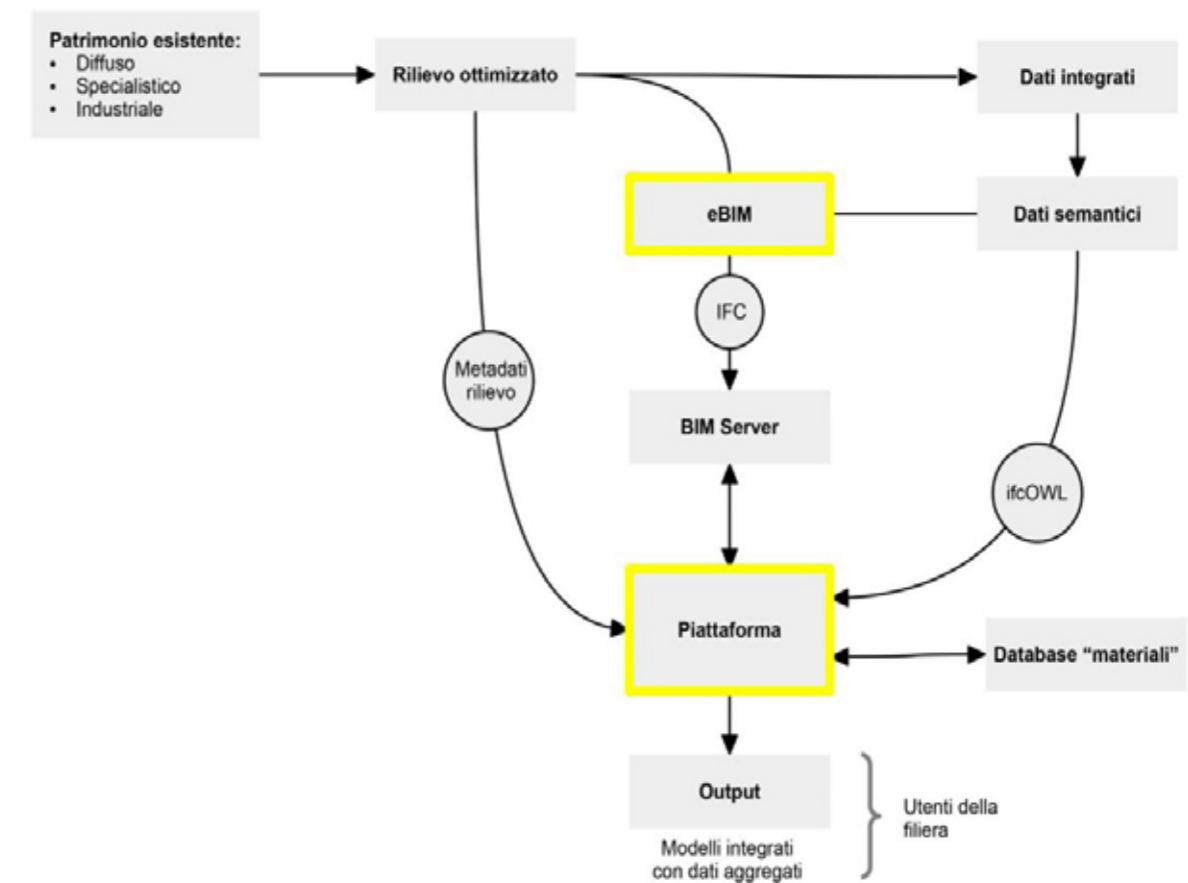 Patrimonio esistente:
• Diffuso
• Specialistico
• Industriale
Rilievo ottimizzato
Dati integrati
eBIM
Dati semantici
IFC
Metadati
rilievo
BIM Server
ifcOWL
Piattaforma
Database “materiali”
Output
Modelli integrati
con dati aggregati
Utenti della
filiera